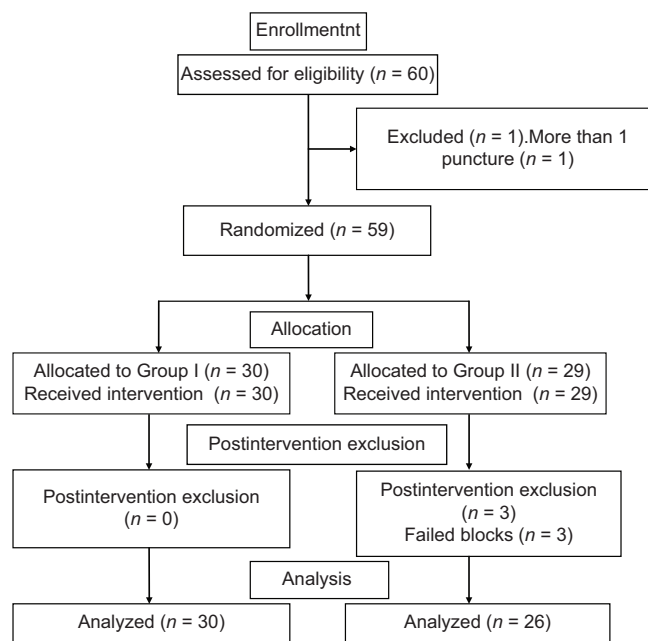 Enrollmentnt
Assessed for eligibility (n = 60)
Excluded (n = 1).More than 1
puncture (n = 1)
Randomized (n = 59)
Allocation
Allocated to Group I (n = 30)
Received intervention (n = 30)
Allocated to Group II (n = 29)
Received intervention (n = 29)
Postintervention exclusion
Postintervention exclusion
(n = 0)
Postintervention exclusion
(n = 3)
Failed blocks (n = 3)
Analysis
Analyzed (n = 30)
Analyzed (n = 26)